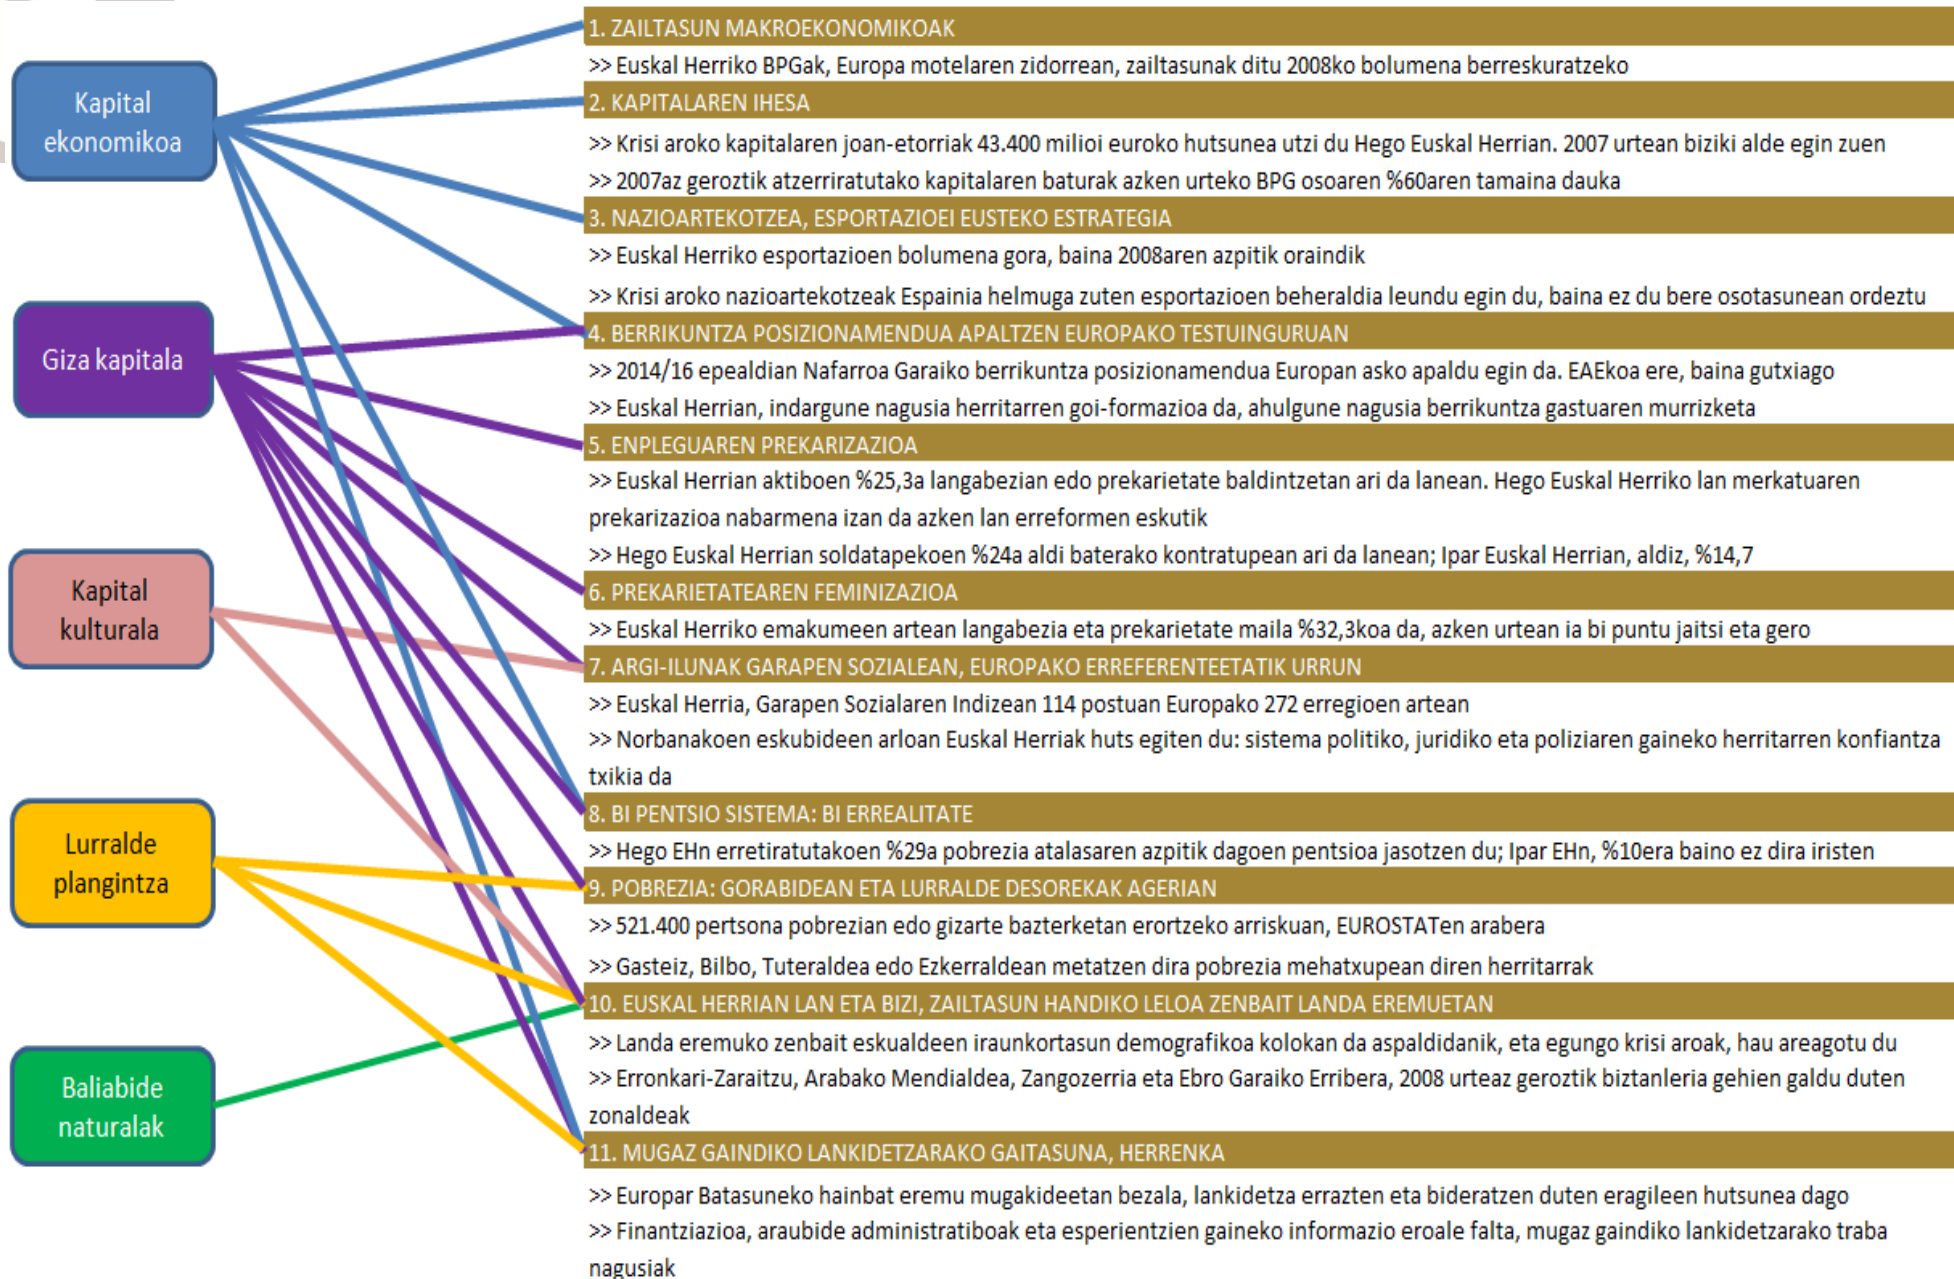 Kapital
ekonomikoa
Giza kapitala
Kapital
kulturala
Lurralde
plangintza
Baliabide
naturalak
1. ZAILTASUN MAKROEKONOMIKOAK
>> Euskal Herriko BPGak, Europa motelaren zidorrean, zailtasunak ditu 2008ko bolumena berreskuratzeko
2. KAPITALAREN IHESA
>> Krisi aroko kapitalaren joan-etorriak 43.400 milioi euroko hutsunea utzi du Hego Euskal Herrian. 2007 urtean biziki alde egin zuen
>> 2007az geroztik atzerriratutako kapitalaren baturak azken urteko BPG osoaren %60aren tamaina dauka
3. NAZIOARTEKOTZEA, ESPORTAZIOEI EUSTEKO ESTRATEGIA
>> Euskal Herriko esportazioen bolumena gora, baina 2008aren azpitik oraindik
>> Krisi aroko nazioartekotzeak Espainia helmuga zuten esportazioen beheraldia leundu egin du, baina ez du bere osotasunean ordeztu
4. BERRIKUNTZA POSIZIONAMENDUA APALTZEN EUROPAKO TESTUINGURUAN
>> 2014/16 epealdian Nafarroa Garaiko berrikuntza posizionamendua Europan asko apaldu egin da. EAEkoa ere, baina gutxiago
>> Euskal Herrian, indargune nagusia herritarren goi-formazioa da, ahulgune nagusia berrikuntza gastuaren murrizketa
5. ENPLEGUAREN PREKARIZAZIOA
>> Euskal Herrian aktiboen %25,3a langabezian edo prekarietate baldintzetan ari da lanean. Hego Euskal Herriko lan merkatuaren
prekarizazioa nabarmena izan da azken lan erreformen eskutik
>> Hego Euskal Herrian soldatapekoen %24a aldi baterako kontratupean ari da lanean; Ipar Euskal Herrian, aldiz, %14,7
6. PREKARIETATEAREN FEMINIZAZIOA
>> Euskal Herriko emakumeen artean langabezia eta prekarietate maila %32,3koa da, azken urtean ia bi puntu jaitsi eta gero
7. ARGI-ILUNAK GARAPEN SOZIALEAN, EUROPAKO ERREFERENTEETATIK URRUN
>> Euskal Herria, Garapen Sozialaren Indizean 114 postuan Europako 272 erregioen artean
>> Norbanakoen eskubideen arloan Euskal Herriak huts egiten du: sistema politiko, juridiko eta poliziaren gaineko herritarren konfiantza
txikia da
8. BI PENTSIO SISTEMA: BI ERREALITATE
>> Hego EHn erretiratutakoen %29a pobrezia atalasaren azpitik dagoen pentsioa jasotzen du; Ipar EHn, %10era baino ez dira iristen
9. POBREZIA: GORABIDEAN ETA LURRALDE DESOREKAK AGERIAN
>> 521.400 pertsona pobrezian edo gizarte bazterketan erortzeko arriskuan, EUROSTATen arabera
>> Gasteiz, Bilbo, Tuteraldea edo Ezkerraldean metatzen dira pobrezia mehatxupean diren herritarrak
10. EUSKAL HERRIAN LAN ETA BIZI, ZAILTASUN HANDIKO LELOA ZENBAIT LANDA EREMUETAN
>> Landa eremuko zenbait eskualdeen iraunkortasun demografikoa kolokan da aspaldidanik, eta egungo krisi aroak, hau areagotu du
>> Erronkari-Zaraitzu, Arabako Mendialdea, Zangozerria eta Ebro Garaiko Erribera, 2008 urteaz geroztik biztanleria gehien galdu duten
zonaldeak
11. MUGAZ GAINDIKO LANKIDETZARAKO GAITASUNA, HERRENKA
>> Europar Batasuneko hainbat eremu mugakideetan bezala, lankidetza errazten eta bideratzen duten eragileen hutsunea dago
>> Finantziazioa, araubide administratiboak eta esperientzien gaineko informazio eroale falta, mugaz gaindiko lankidetzarako traba
nagusiak